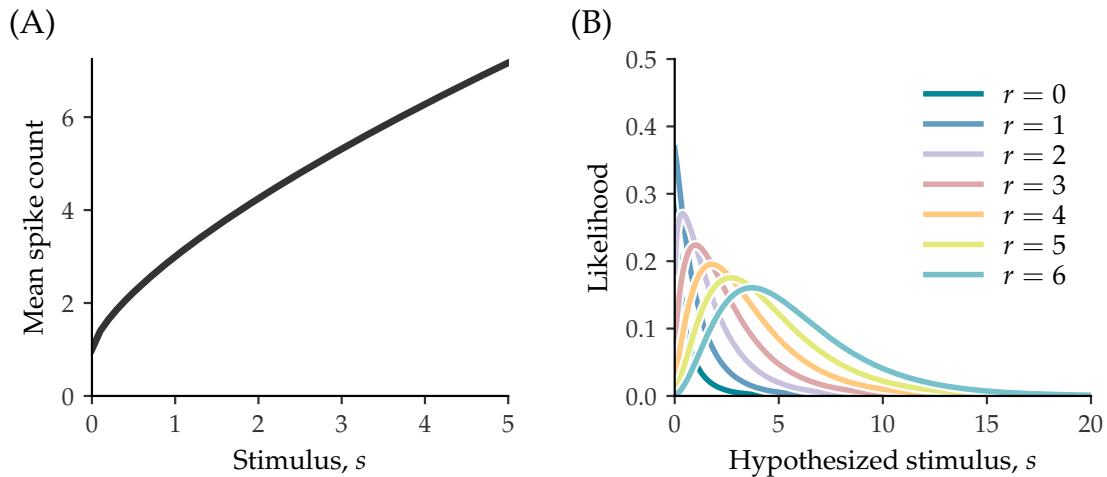 (A)
Mean spike count
6
4
2
0
0 1 2 3 4 5
Stimulus, s
(B)
Likelihood
0.5
0.4
0.3
0.2
0.1
0.0
0 5 10 15 20
Hypothesized stimulus, s
r = 0
r = 1
r = 2
r = 3
r = 4
r = 5
r = 6